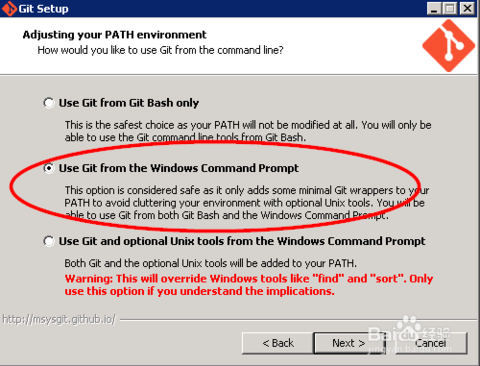 Git Setup
Adjusting your PATH environment
How would you like to use Git from the command line?
Use Git from Git Bash only
This is the safest choice as your PATH will not be modified at all. You will only be
able to use the Git command line tools from Git Bash.
Use Git from the Windows Command Prompt
This option is considered safe as it only adds some minimal Git wrappers to your
PATH to avoid cluttering your environment with optional Unix tools. You will be
able to use Git from both Git Bash and the Windows Command Prompt.
Use Git and optional Unix tools from the Windows Command Prompt
Both Git and the optional Unix tools will be added to your PATH.
Warning: This will override Windows tools like "find" and "sort". Only
use this option if you understand the implications.
http://msysgit.github.io/
< Back
Next >
Cancel
Baidu 经验